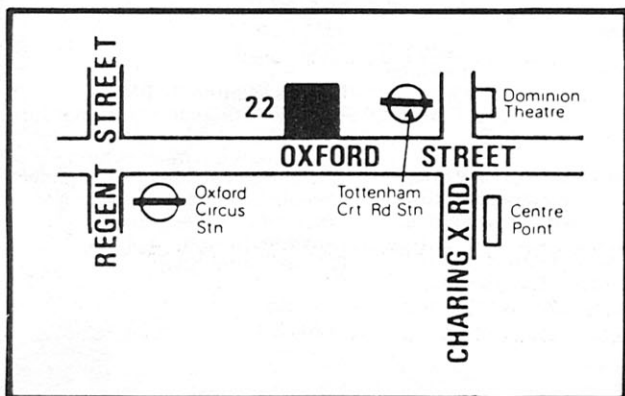 REGENT STREET
22
OXFORD STREET
Dominion
Theatre
Oxford
Circus
Stn
Tottenham
Crt Rd Stn
CHARING X RD.
Centre
Point